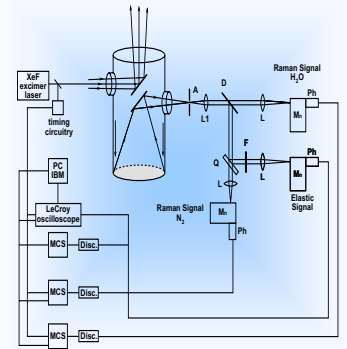 XeF
excimer
laser
timing
circuitry
A
L1
D
L
Raman Signal
H2O
Ph
Mn
PC
IBM
LeCroy
oscilloscope
MCS
Disc.
Q
F
L
Ph
Mn
Elastic
Signal
L
Raman Signal
N2
Mn
Ph
MCS
Disc.
MCS
Disc.